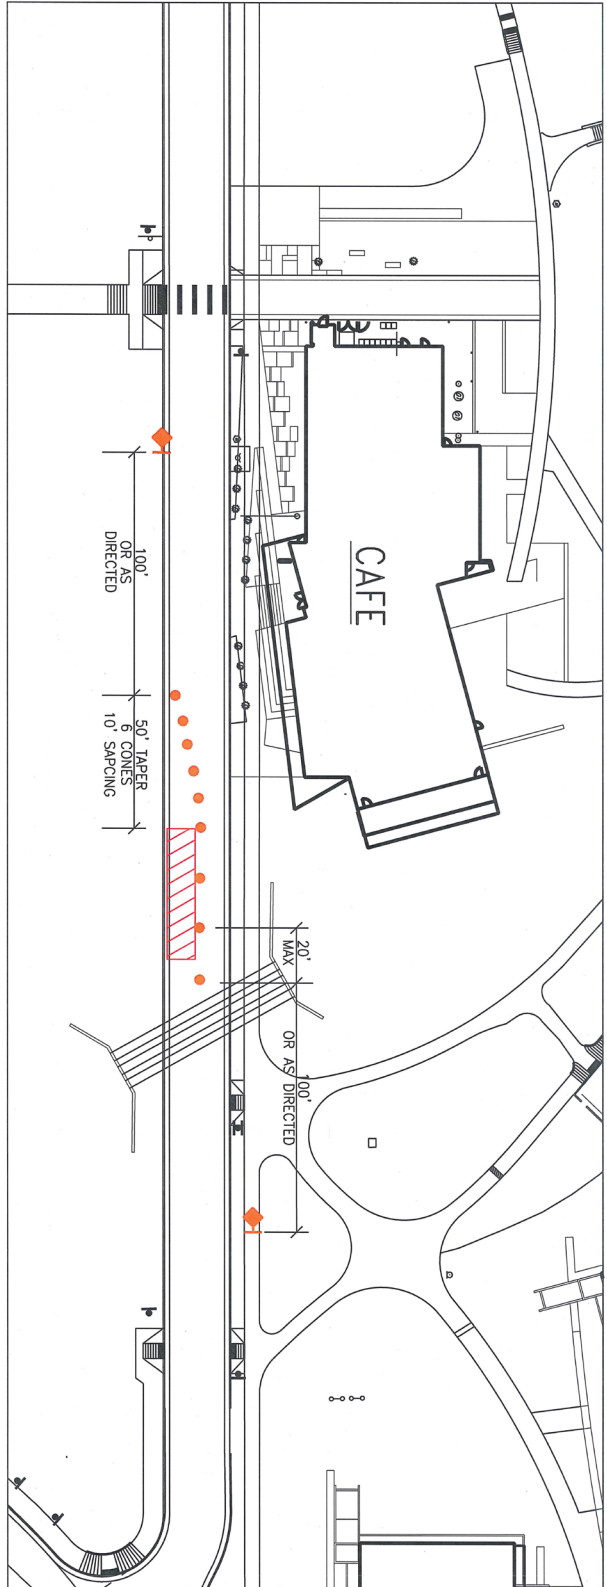 CAFE
100'
OR AS
DIRECTED
50' TAPER
6 CONES
10' SAPCING
20'
MAX
100'
OR AS DIRECTED